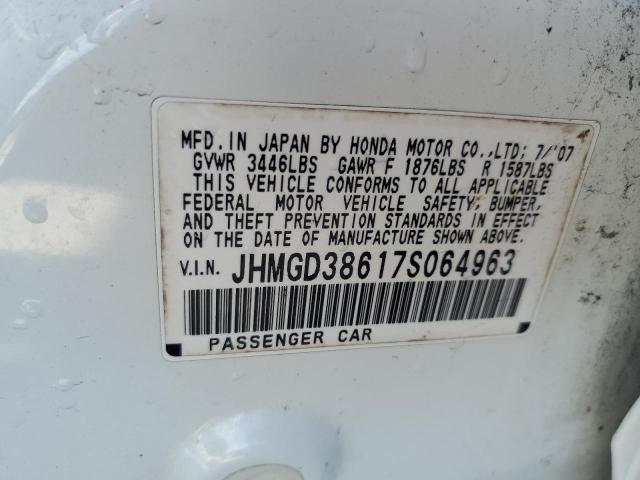 MFD. IN JAPAN BY HONDA MOTOR CO.,LTD; 7/'07
GVWR 3446LBS GAWR F 1876LBS R 1587LBS
THIS VEHICLE CONFORMS TO ALL APPLICABLE
FEDERAL MOTOR VEHICLE SAFETY, BUMPER,
AND THEFT PREVENTION STANDARDS IN EFFECT
ON THE DATE OF MANUFACTURE SHOWN ABOVE.
V.I.N. JHMGD38617S064963
PASSENGER CAR